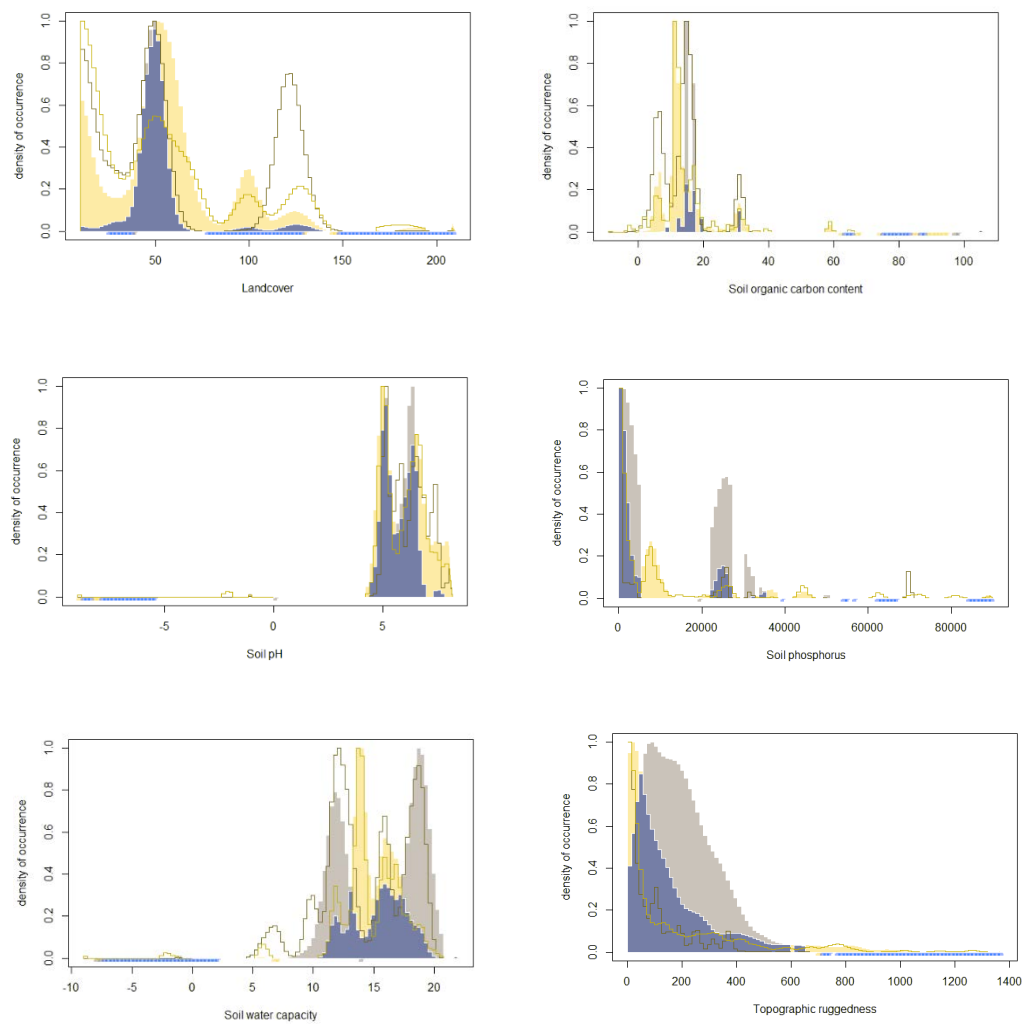 density of occurrence
0.0 0.2 0.4 0.6 0.8 1.0
50 100 150 200
Landcover
density of occurrence
0.0 0.2 0.4 0.6 0.8 1.0
0 20 40 60 80 100
Soil organic carbon content
density of occurrence
0.0 0.2 0.4 0.6 0.8 1.0
-5 0 5
Soil pH
density of occurrence
0.0 0.2 0.4 0.6 0.8 1.0
0 20000 40000 60000 80000
Soil phosphorus
density of occurrence
0.0 0.2 0.4 0.6 0.8 1.0
-10 -5 0 5 10 15 20
Soil water capacity
density of occurrence
0.0 0.2 0.4 0.6 0.8 1.0
0 200 400 600 800 1000 1200 1400
Topographic ruggedness